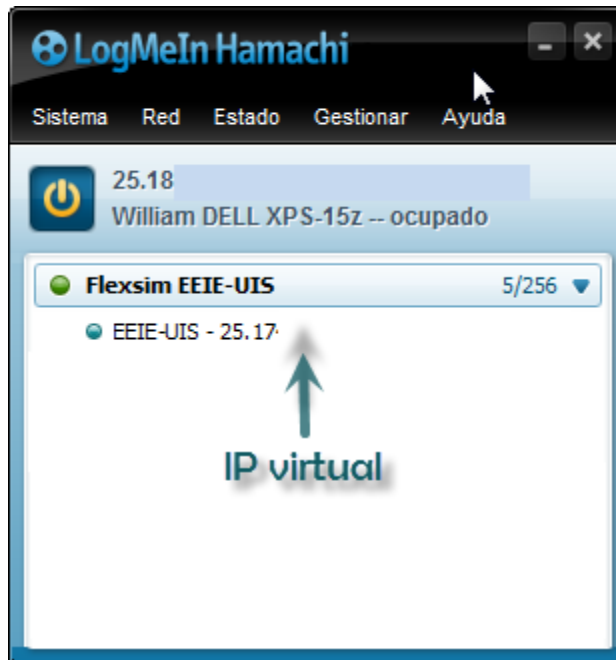 LogMeIn Hamachi
Sistema Red Estado Gestionar Ayuda
25.18
William DELL XPS-15z -- ocupado
Flexsim EEIE-UIS 5/256
EEIE-UIS - 25.17
IP virtual